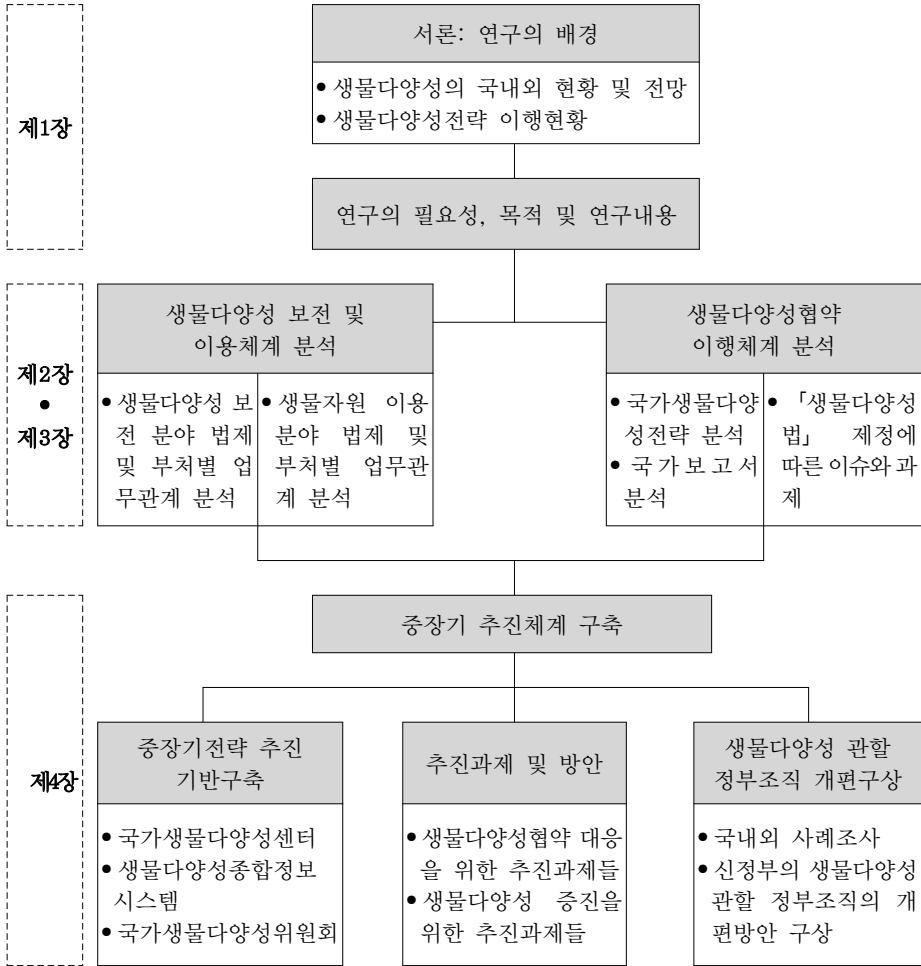 제1장
서론: 연구의 배경
• 생물다양성의 국내외 현황 및 전망
• 생물다양성전략 이행현황
연구의 필요성, 목적 및 연구내용
제2장
•
제3장
생물다양성 보전 및
이용체계 분석
• 생물다양성 보
전 분야 법제
및 부처별 업
무관계 분석
• 생물자원 이용
분야 법제 및
부처별 업무관
계 분석
생물다양성협약
이행체계 분석
• 국가생물다양
성전략 분석
• 국가보고서
분석
• 「생물다양성
법」 제정에
따른 이슈와 과
제
제4장
중장기 추진체계 구축
중장기전략 추진
기반구축
• 국가생물다양성센터
• 생물다양성종합정보
시스템
• 국가생물다양성위원회
추진과제 및 방안
• 생물다양성협약 대응
을 위한 추진과제들
• 생물다양성 증진을
위한 추진과제들
생물다양성 관할
정부조직 개편구상
• 국내외 사례조사
• 신정부의 생물다양성
관할 정부조직의 개
편방안 구상